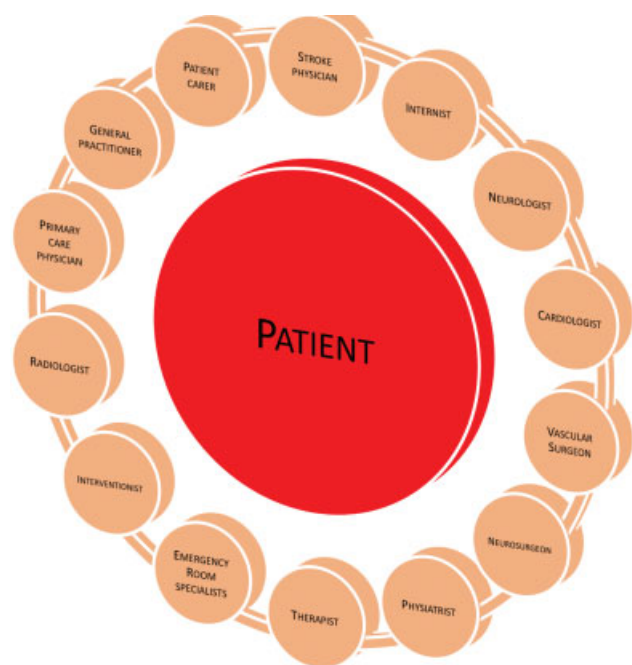 STROKE
PHYSICIAN
INTERNIST
NEUROLOGIST
CARDIOLOGIST
VASCULAR
SURGEON
NEUROSURGEON
PHYSIATRIST
THERAPIST
EMERGENCY
ROOM
SPECIALISTS
INTERVENTIONIST
RADIOLOGIST
PRIMARY
CARE
PHYSICIAN
GENERAL
PRACTITIONER
PATIENT
CARER
PATIENT